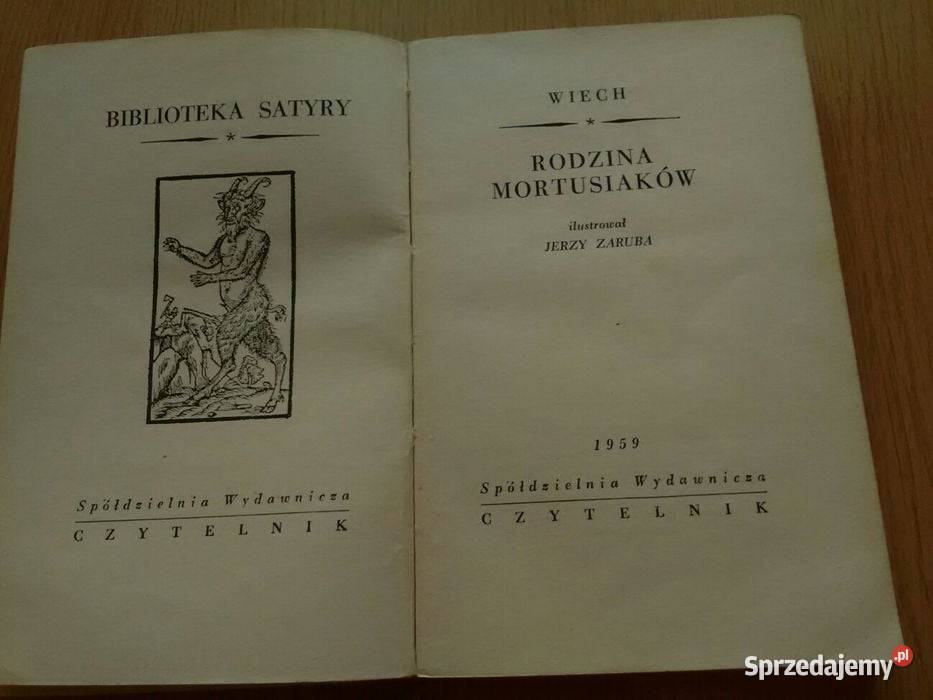 BIBLIOTEKA SATYRY
Spółdzielnia Wydawnicza
CZYTELNIK
WIECH
RODZINA
MORTUSIAKÓW
ilustrował
JERZY ZARUBA
1959
Spółdzielnia Wydawnicza
CZYTELNIK
Sprzedajemy.pl